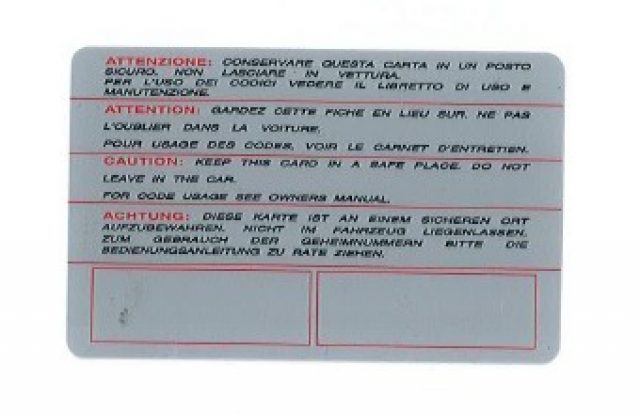 ATTENZIONE: CONSERVARE QUESTA CARTA IN UN POSTO
SICURO. NON LASCIARE IN VETTURA.
PER L'USO DEI CODICI VEDERE IL LIBRETTO DI USO E
MANUTENZIONE.
ATTENTION: GARDEZ CETTE FICHE EN LIEU SUR. NE PAS
L'OUBLIER DANS LA VOITURE.
POUR USAGE DES CODES, VOIR LE CARNET D'ENTRETIEN.
CAUTION: KEEP THIS CARD IN A SAFE PLACE. DO NOT
LEAVE IN THE CAR.
FOR CODE USAGE SEE OWNERS MANUAL.
ACHTUNG: DIESE KARTE IST AN EINEM SICHEREN ORT
AUFZUBEWAHREN. NICHT IM FAHRZEUG LIEGENLASSEN.
ZUM GEBRAUCH DER GEHEIMNUMMERN BITTE DIE
BEDIENUNGSANLEITUNG ZU RATE ZIEHEN.